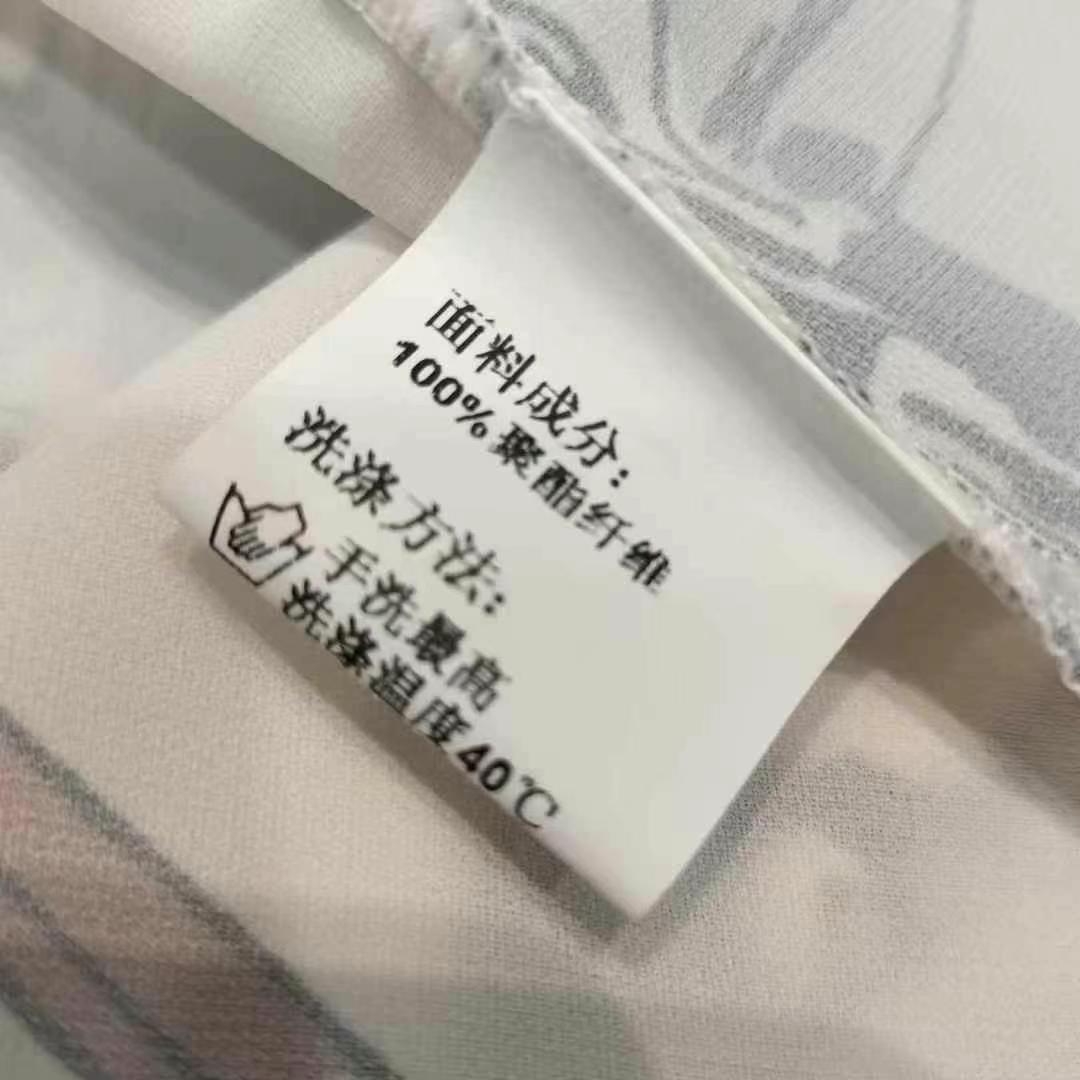 面料成分:
100%聚酯纤维
洗涤方法:
手洗最高
洗涤温度40℃